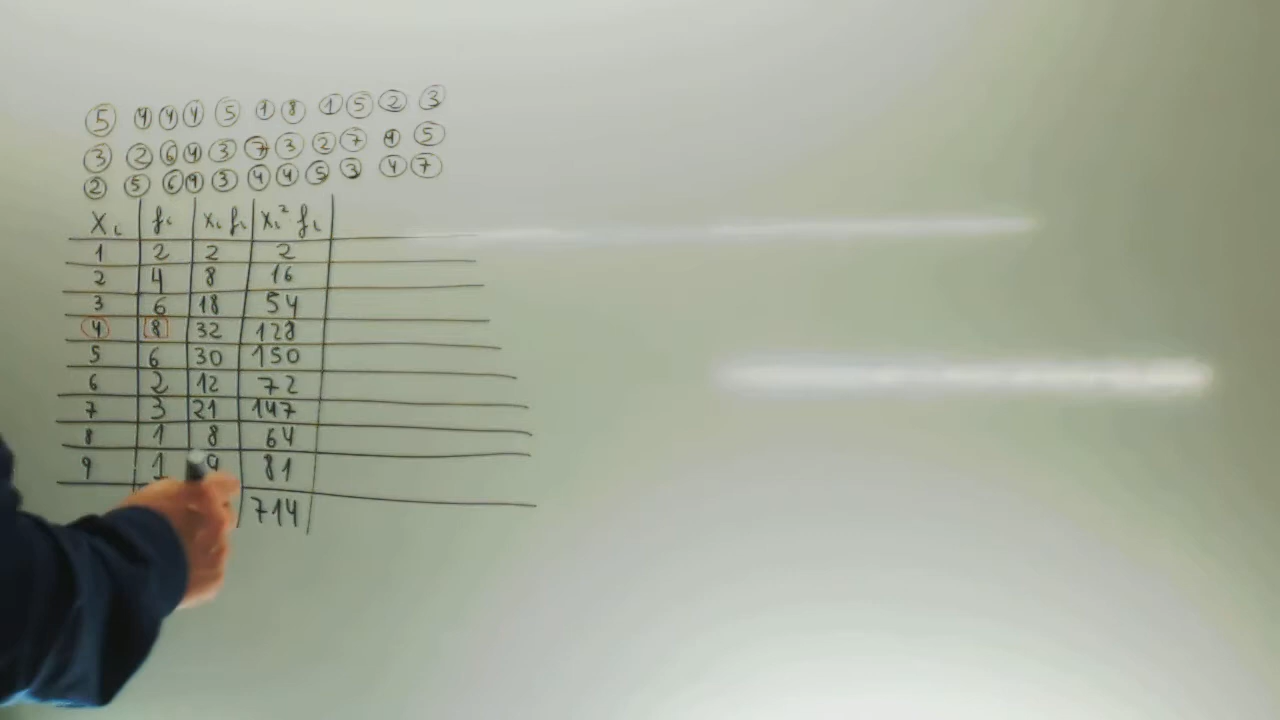 5 4 4 4 5 1 8 1 5 2 3
3 2 6 4 3 7 3 2 7 5
2 5 6 3 4 4 5 3 4 7
xi fi xi fi xi² fi
1 2 2 2
2 4 8 16
3 6 18 54
4 8 32 128
5 6 30 150
6 2 12 72
7 3 21 147
8 1 8 64
9 1 9 81
714